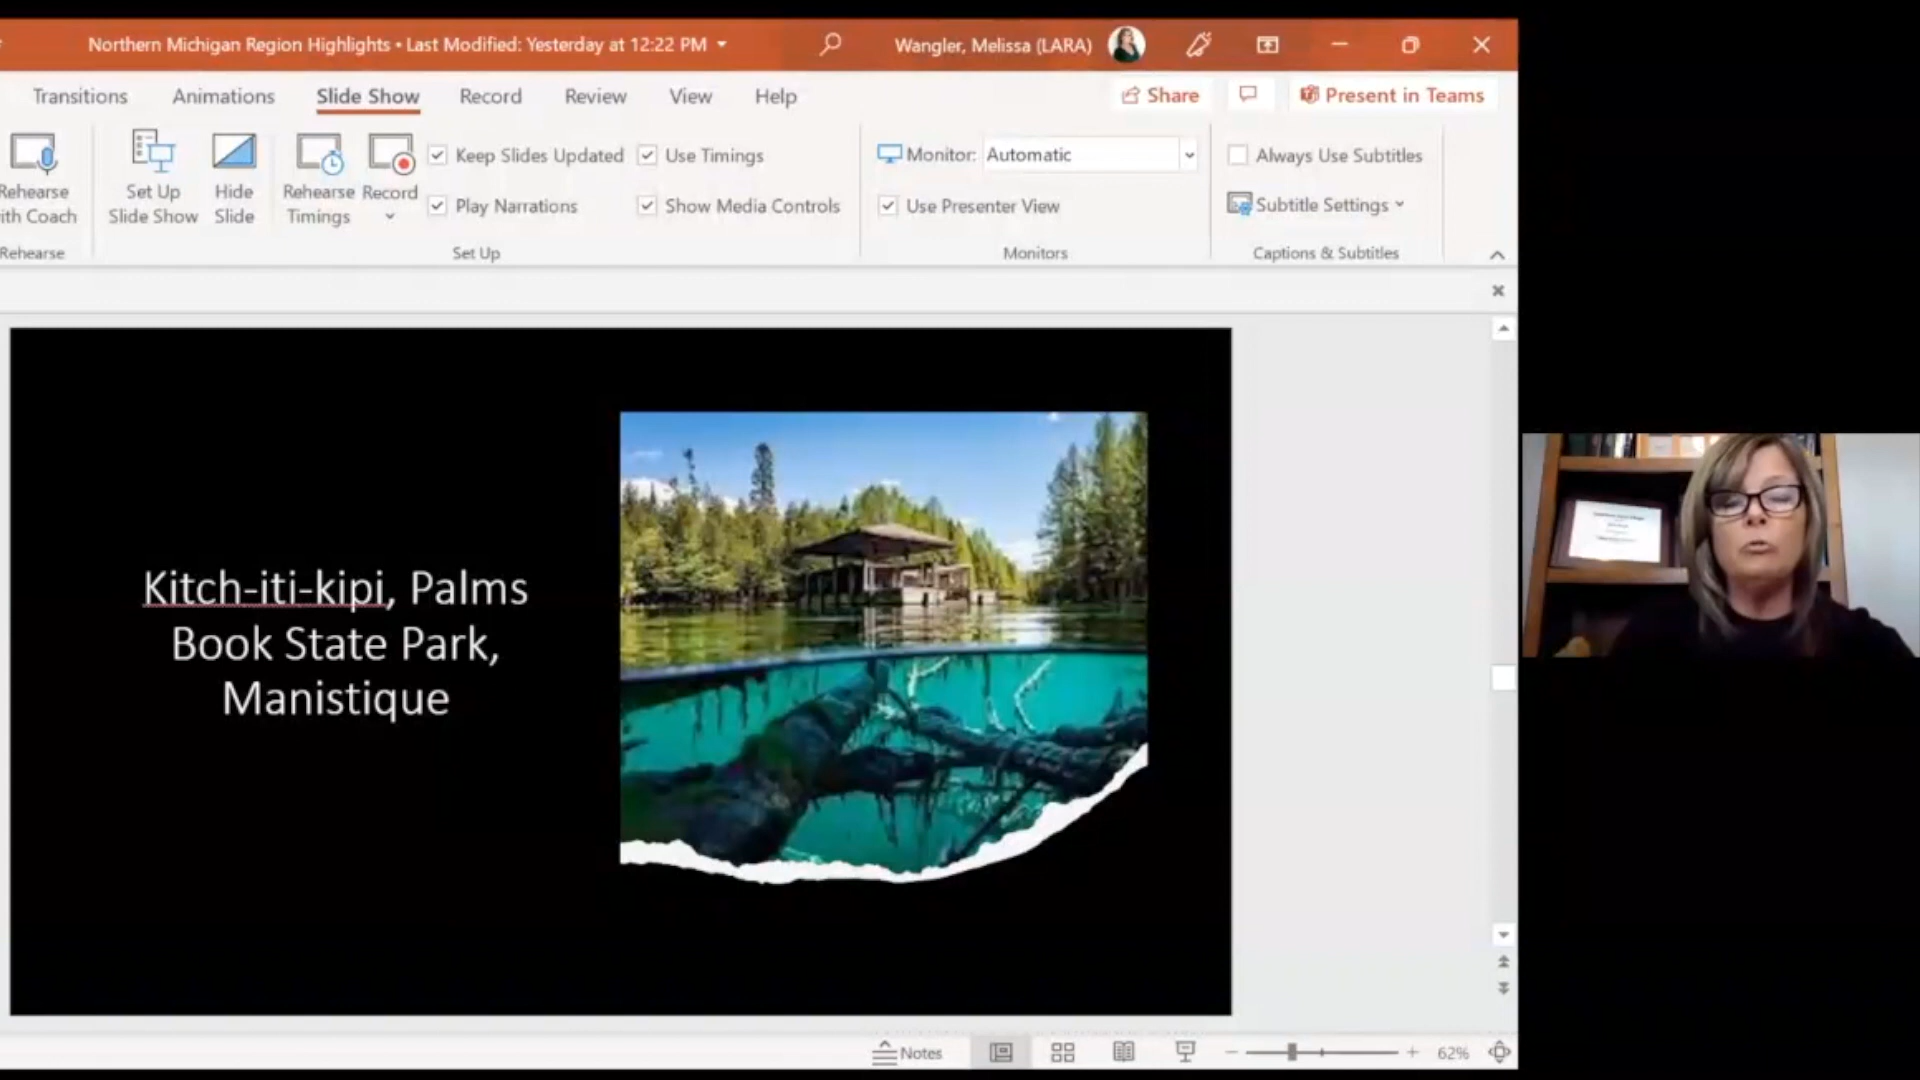 Northern Michigan Region Highlights • Last Modified: Yesterday at 12:22 PM
Wangler, Melissa (LARA)
Transitions Animations Slide Show Record Review View Help
Share Present in Teams
Rehearse
ith Coach
Rehearse
Set Up
Slide Show
Hide
Slide
Rehearse
Timings
Record
Keep Slides Updated
Play Narrations
Use Timings
Show Media Controls
Set Up
Monitor: Automatic
Use Presenter View
Monitors
Always Use Subtitles
Subtitle Settings
Captions & Subtitles
Kitch-iti-kipi, Palms
Book State Park,
Manistique
Notes
62%